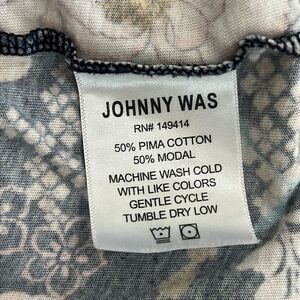 JOHNNY WAS
RN# 149414
50% PIMA COTTON
50% MODAL
MACHINE WASH COLD
WITH LIKE COLORS
GENTLE CYCLE
TUMBLE DRY LOW